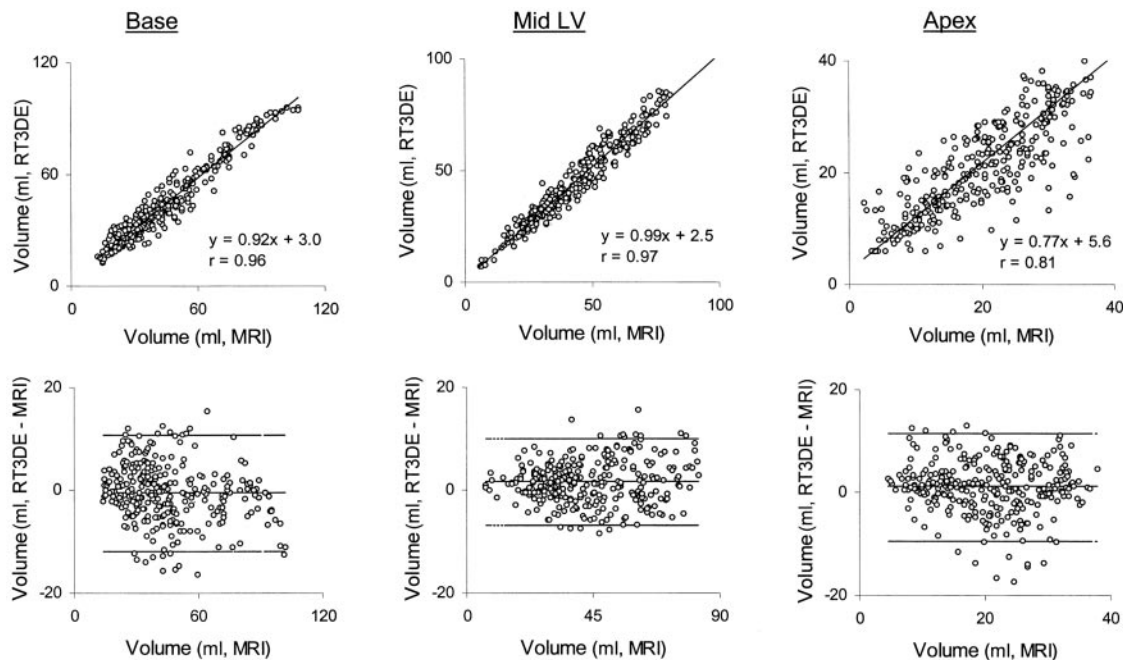 Base
Mid LV
Apex
120
60
0
Volume (ml, RT3DE)
y = 0.92x + 3.0
r = 0.96
0
60
120
Volume (ml, MRI)
100
50
0
Volume (ml, RT3DE)
y = 0.99x + 2.5
r = 0.97
0
50
100
Volume (ml, MRI)
40
20
0
Volume (ml, RT3DE)
y = 0.77x + 5.6
r = 0.81
0
20
40
Volume (ml, MRI)
20
0
-20
Volume (ml, RT3DE - MRI)
0
60
120
Volume (ml, MRI)
20
0
-20
Volume (ml, RT3DE - MRI)
0
45
90
Volume (ml, MRI)
20
0
-20
Volume (ml, RT3DE - MRI)
0
20
40
Volume (ml, MRI)